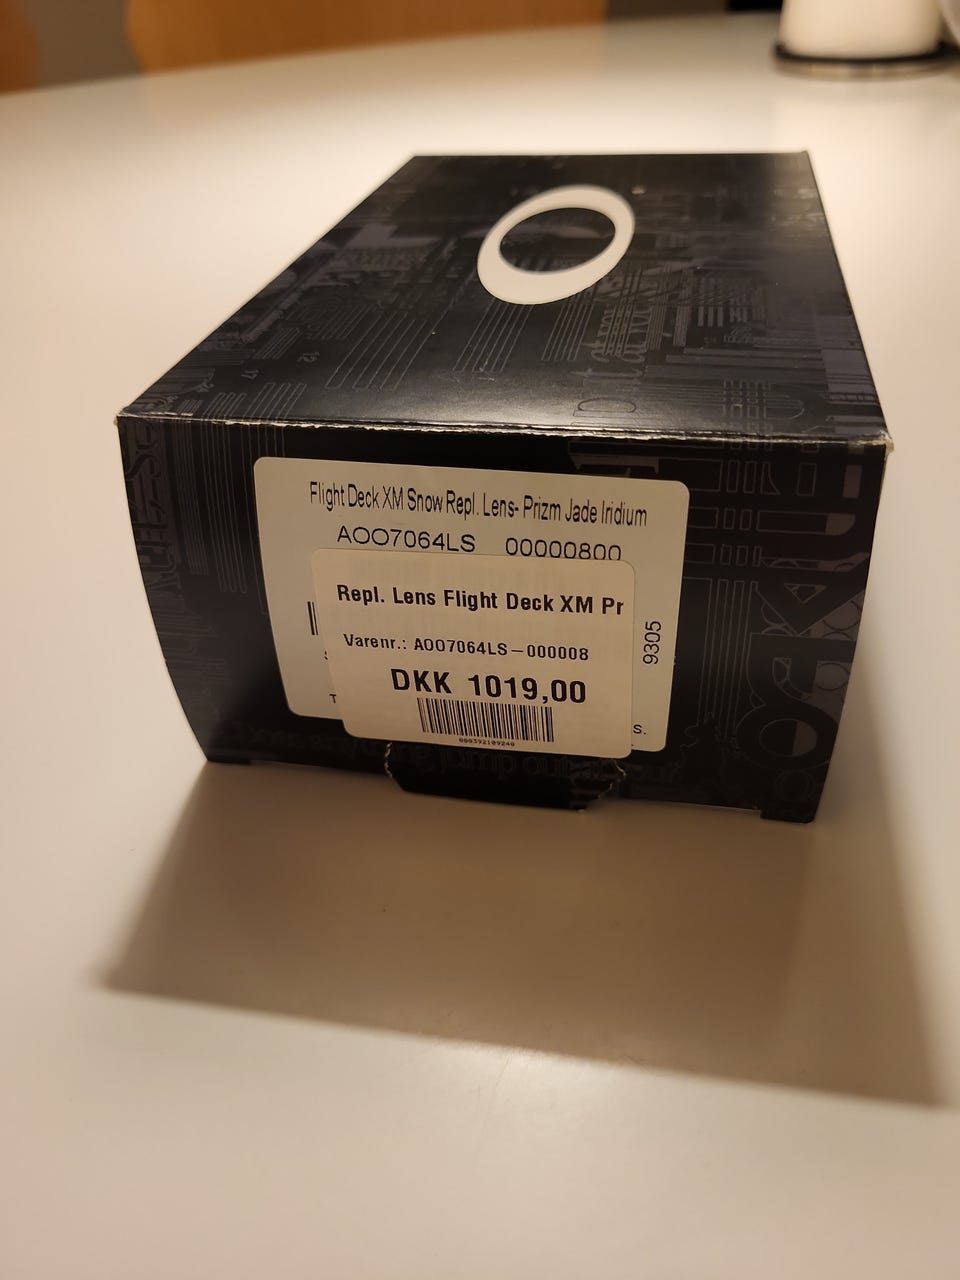 Flight Deck XM Snow Repl. Lens- Prizm Jade Iridium
AOO7064LS 00000800
Repl. Lens Flight Deck XM Pr
Varenr.: AOO7064LS-000008
DKK 1019,00
000392109240
9305
T
S.